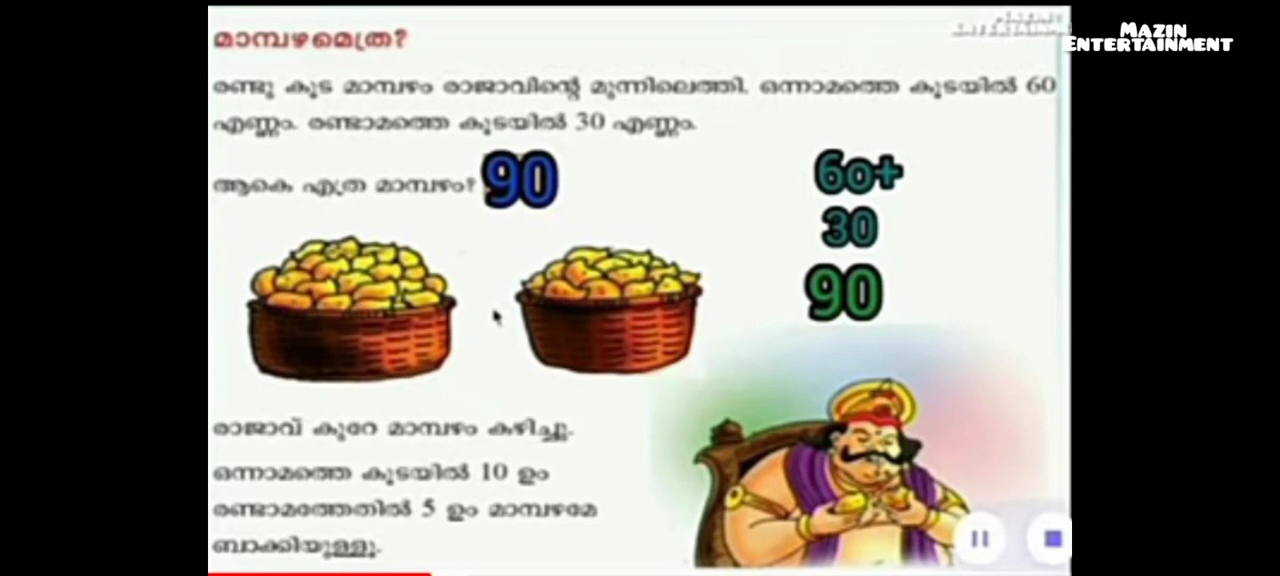 MAZIN
ENTERTAINMENT
മാമ്പഴമെത്ര?
രണ്ടു കൂട മാമ്പഴം രാജാവിന്റെ മുന്നിലെത്തി. ഒന്നാമത്തെ കൂടയിൽ 60
എണ്ണം. രണ്ടാമത്തെ കൂടയിൽ 30 എണ്ണം.
ആകെ എത്ര മാമ്പഴം? 90
60+
30
90
രാജാവ് കുറേ മാമ്പഴം കഴിച്ചു.
ഒന്നാമത്തെ കൂടയിൽ 10 ഉം
രണ്ടാമത്തേതിൽ 5 ഉം മാമ്പഴമേ
ബാക്കിയുള്ളു.